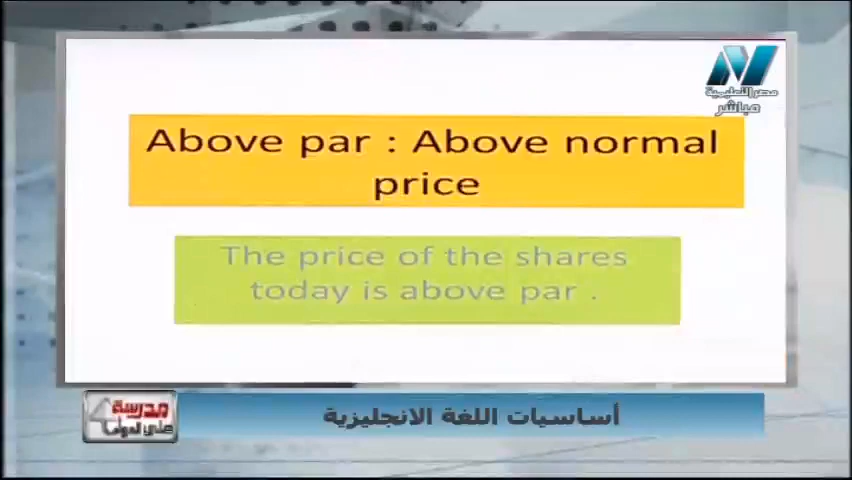 مصر التعليمية
مباشر
Above par : Above normal
price
The price of the shares
today is above par .
مدرسة
على الهواء
أساسيات اللغة الانجليزية